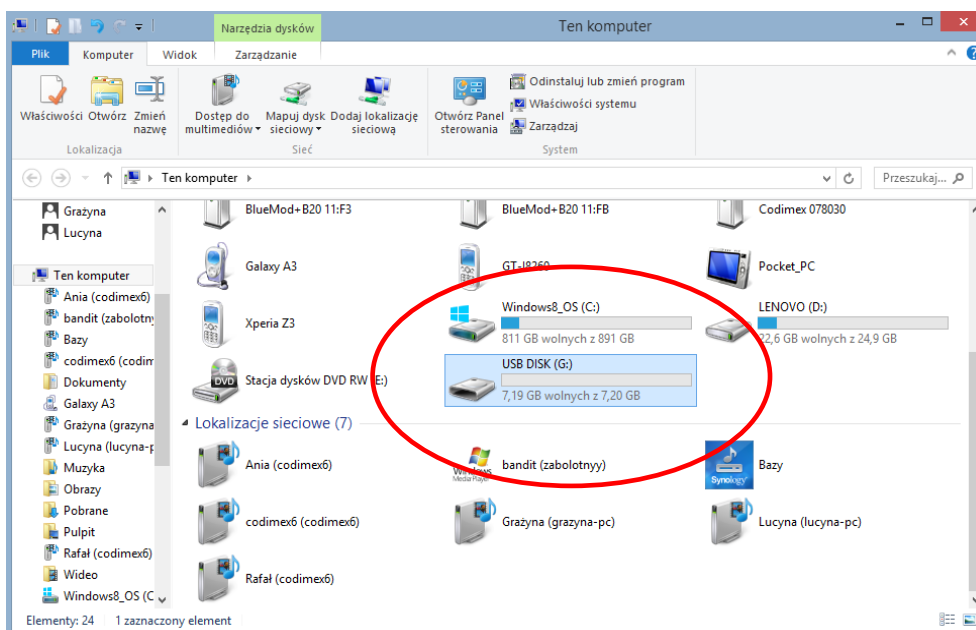 Narzędzia dysków
Ten komputer
Plik
Komputer
Widok
Zarządzanie
Właściwości
Otwórz
Zmień
nazwę
Lokalizacja
Dostęp do
multimediów
Mapuj dysk
sieciowy
Dodaj lokalizację
sieciową
Sieć
Otwórz Panel
sterowania
Odinstaluj lub zmień program
Właściwości systemu
Zarządzaj
System
Ten komputer
Przeszukaj...
Grażyna
Lucyna
Ten komputer
Ania (codimex6)
bandit (zabolotny
Bazy
codimex6 (codim
Dokumenty
Galaxy A3
Grażyna (grazyna
Lucyna (lucyna-p
Muzyka
Obrazy
Pobrane
Pulpit
Rafał (codimex6)
Wideo
Windows8_OS (C
BlueMod+B20 11:F3
BlueMod+B20 11:FB
Codimex 078030
Galaxy A3
GT-I8260
Pocket_PC
Xperia Z3
Windows8_OS (C:)
811 GB wolnych z 891 GB
LENOVO (D:)
22,6 GB wolnych z 24,9 GB
DVD
Stacja dysków DVD RW (E:)
USB DISK (G:)
7,19 GB wolnych z 7,20 GB
Lokalizacje sieciowe (7)
Ania (codimex6)
Windows
Media Player
bandit (zabolotnyy)
Synology
Bazy
codimex6 (codimex6)
Grażyna (grazyna-pc)
Lucyna (lucyna-pc)
Rafał (codimex6)
Elementy: 24
1 zaznaczony element